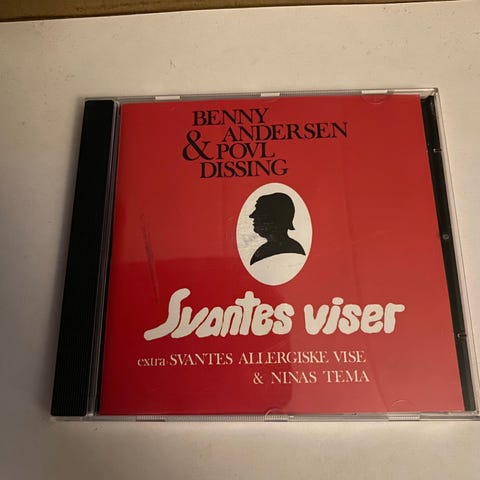 BENNY
ANDERSEN
& POVL
DISSING
Svantes viser
extra: SVANTES ALLERGISKE VISE
& NINAS TEMA